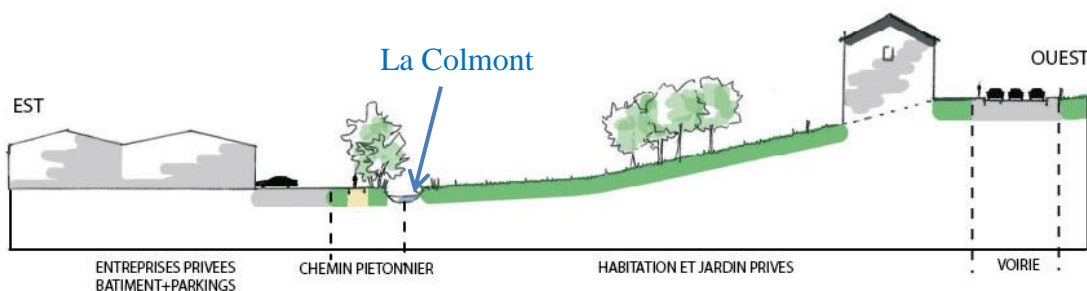 La Colmont
OUEST
EST
ENTREPRISES PRIVEES
BATIMENT+PARKINGS
CHEMIN PIETONNIER
HABITATION ET JARDIN PRIVES
VOIRIE